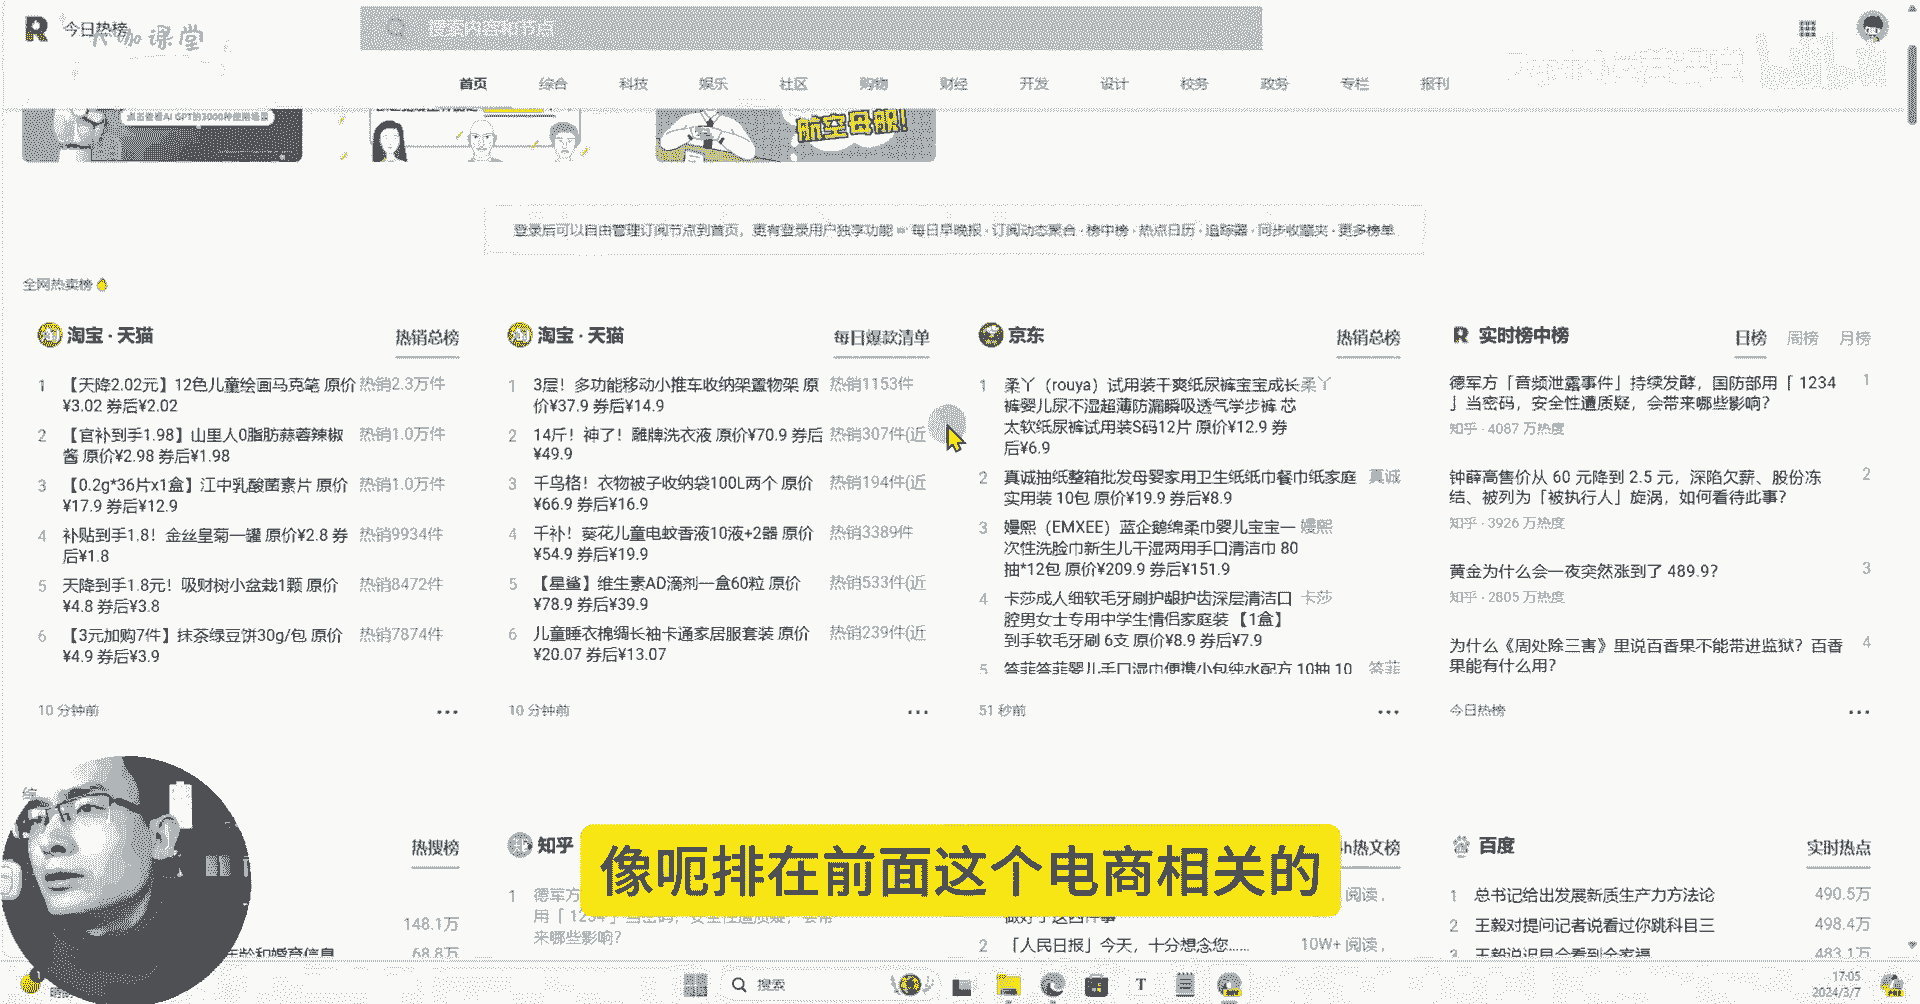 今日热榜
大咖课堂
搜索内容和节点
首页 综合 科技 娱乐 社区 购物 财经 开发 设计 校务 政务 专栏 报刊
点击查看AI GPT的3000种使用场景
航空母舰!
登录后可以自由管理订阅节点到首页，更有登录用户独享功能 每日早晚报 · 订阅动态聚合 · 榜中榜 · 热点日历 · 追踪器 · 同步收藏夹 · 更多榜单
全网热卖榜
淘宝 · 天猫 热销总榜
1 【天降2.02元】12色儿童绘画马克笔 原价 热销2.3万件
¥3.02 券后¥2.02
2 【官补到手1.98】山里人0脂肪蒜蓉辣椒 热销1.0万件
酱 原价¥2.98 券后¥1.98
3 【0.2g*36片x1盒】江中乳酸菌素片 原价 热销1.0万件
¥17.9 券后¥12.9
4 补贴到手1.8！金丝皇菊一罐 原价¥2.8 券 热销9934件
后¥1.8
5 天降到手1.8元！吸财树小盆栽1颗 原价 热销8472件
¥4.8 券后¥3.8
6 【3元加购7件】抹茶绿豆饼30g/包 原价 热销7874件
¥4.9 券后¥3.9
10 分钟前
淘宝 · 天猫 每日爆款清单
1 3层！多功能移动小推车收纳架置物架 原 热销1153件
价¥37.9 券后¥14.9
2 14斤！神了！雕牌洗衣液 原价¥70.9 券后 热销307件(近
¥49.9
3 千鸟格！衣物被子收纳袋100L两个 原价 热销194件(近
¥66.9 券后¥16.9
4 千补！葵花儿童电蚊香液10液+2器 原价 热销3389件
¥54.9 券后¥19.9
5 【星鲨】维生素AD滴剂一盒60粒 原价 热销533件(近
¥78.9 券后¥39.9
6 儿童睡衣棉绸长袖卡通家居服套装 原价 热销239件(近
¥20.07 券后¥13.07
10 分钟前
京东 热销总榜
1 柔丫（rouya）试用装干爽纸尿裤宝宝成长 柔丫
裤婴儿尿不湿超薄防漏瞬吸透气学步裤 芯
太软纸尿裤试用装S码12片 原价¥12.9 券
后¥6.9
2 真诚抽纸整箱批发母婴家用卫生纸纸巾餐巾纸家庭 真诚
实用装 10包 原价¥19.9 券后¥8.9
3 嫚熙（EMXEE）蓝企鹅绵柔巾婴儿宝宝一 嫚熙
次性洗脸巾新生儿干湿两用手口清洁巾 80
抽*12包 原价¥209.9 券后¥151.9
4 卡莎成人细软毛牙刷护龈护齿深层清洁口 卡莎
腔男女士专用中学生情侣家庭装 【1盒】
到手软毛牙刷 6支 原价¥8.9 券后¥7.9
5 答菲答菲婴儿手口湿巾便携小包纯水配方 10抽 10 答菲
51 秒前
实时榜中榜 日榜 周榜 月榜
德军方「音频泄露事件」持续发酵，国防部用「 1234 1
」当密码，安全性遭质疑，会带来哪些影响？
知乎 · 4087 万热度
钟薛高售价从 60 元降到 2.5 元，深陷欠薪、股份冻 2
结、被列为「被执行人」旋涡，如何看待此事？
知乎 · 3926 万热度
黄金为什么会一夜突然涨到了 489.9？ 3
知乎 · 2805 万热度
为什么《周处除三害》里说百香果不能带进监狱？百香 4
果能有什么用？
今日热榜
综
热搜榜
148.1万
年龄和婚育信息 68.8万
知乎
1 德军方
用「 1234 」当密码，安全性遭质疑，会带
来哪些影响？
像呃排在前面这个电商相关的
热文榜
阅读，
做好了这四件事
2 「人民日报」今天，十分想念您…… 10W+ 阅读，
百度 实时热点
1 总书记给出发展新质生产力方法论 490.5万
2 王毅对提问记者说看过你跳科目三 498.4万
3 王毅说识局会看到全家福 483.1万
搜索
17:05
2024/3/7